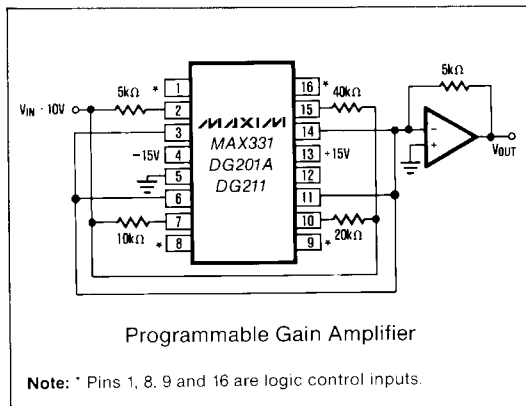 5kΩ
VIN - 10V
* 1
2
3
-15V 4
5
6
7
10kΩ
* 8
MAXIM
MAX331
DG201A
DG211
16 *
15
40kΩ
14
13 +15V
12
11
10
20kΩ
9 *
5kΩ
-
+
VOUT
Programmable Gain Amplifier
Note: * Pins 1, 8, 9 and 16 are logic control inputs.